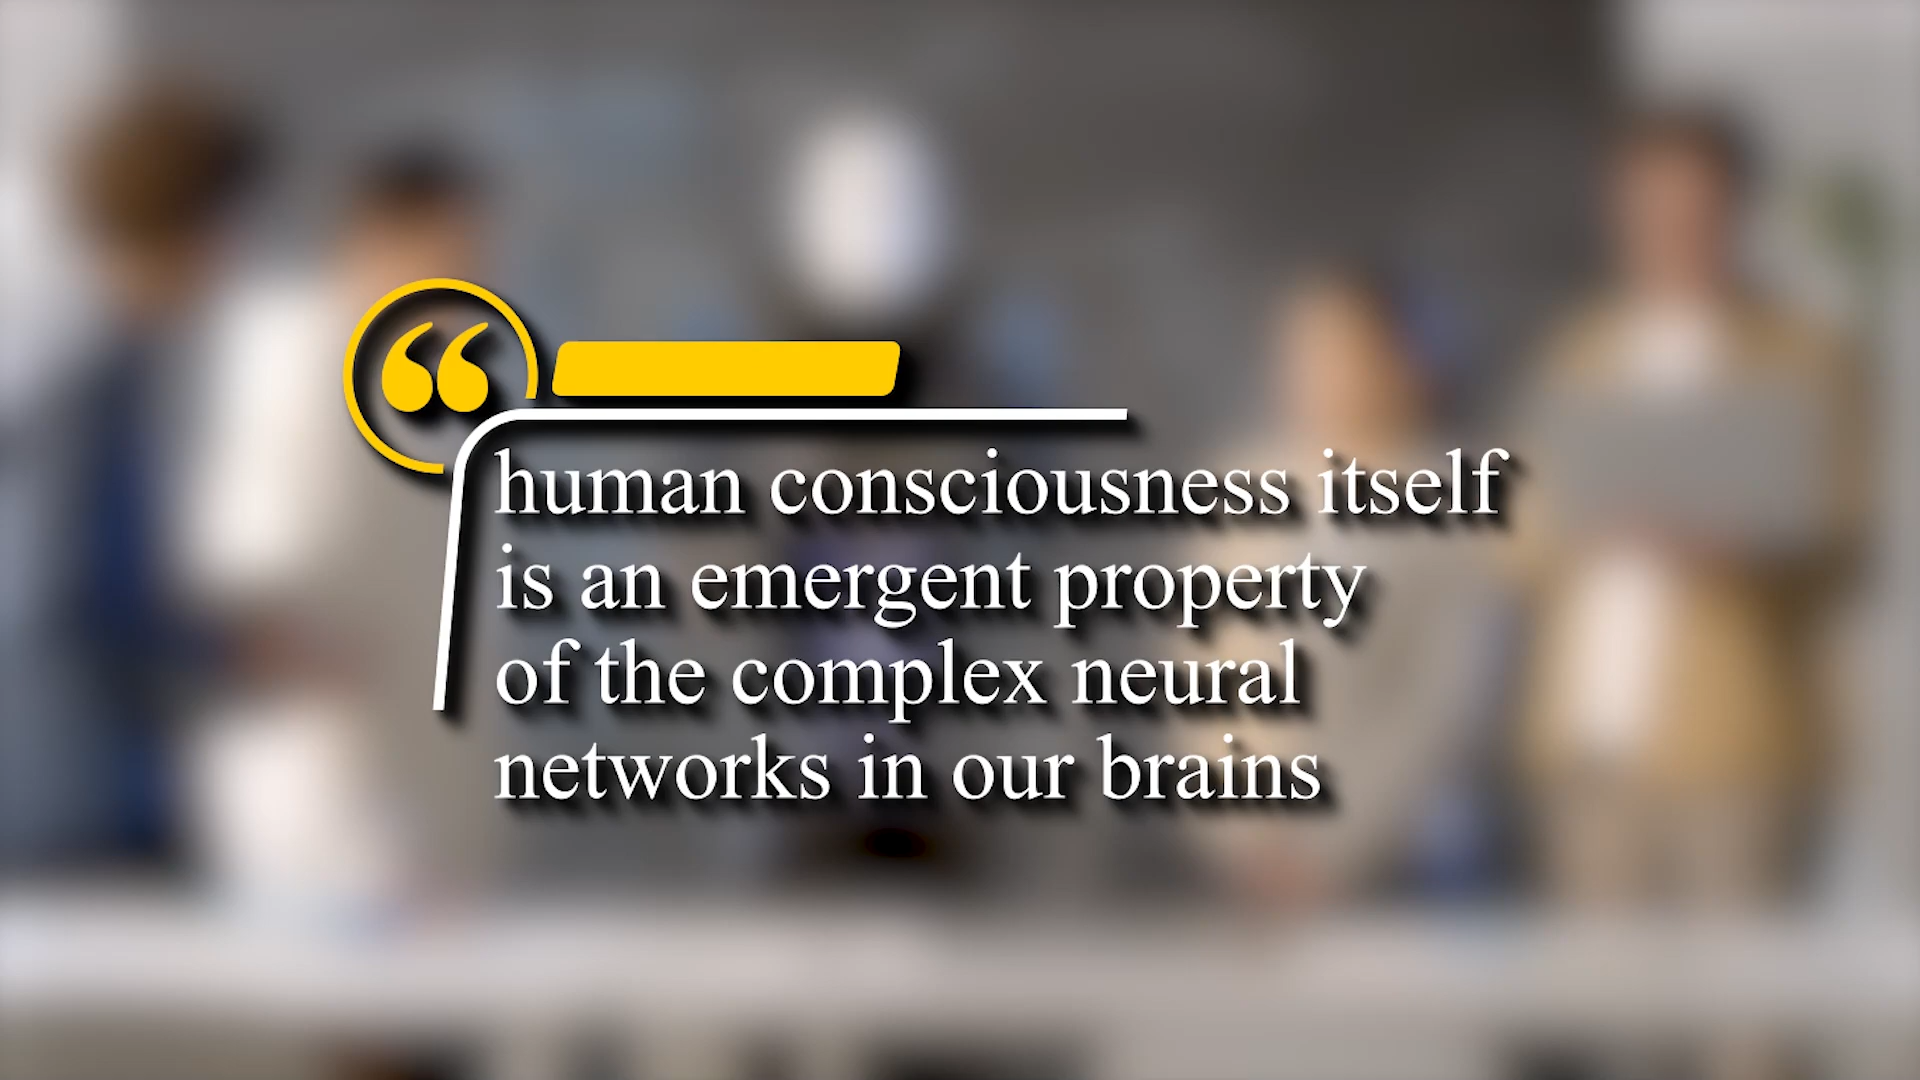 “
human consciousness itself
is an emergent property
of the complex neural
networks in our brains